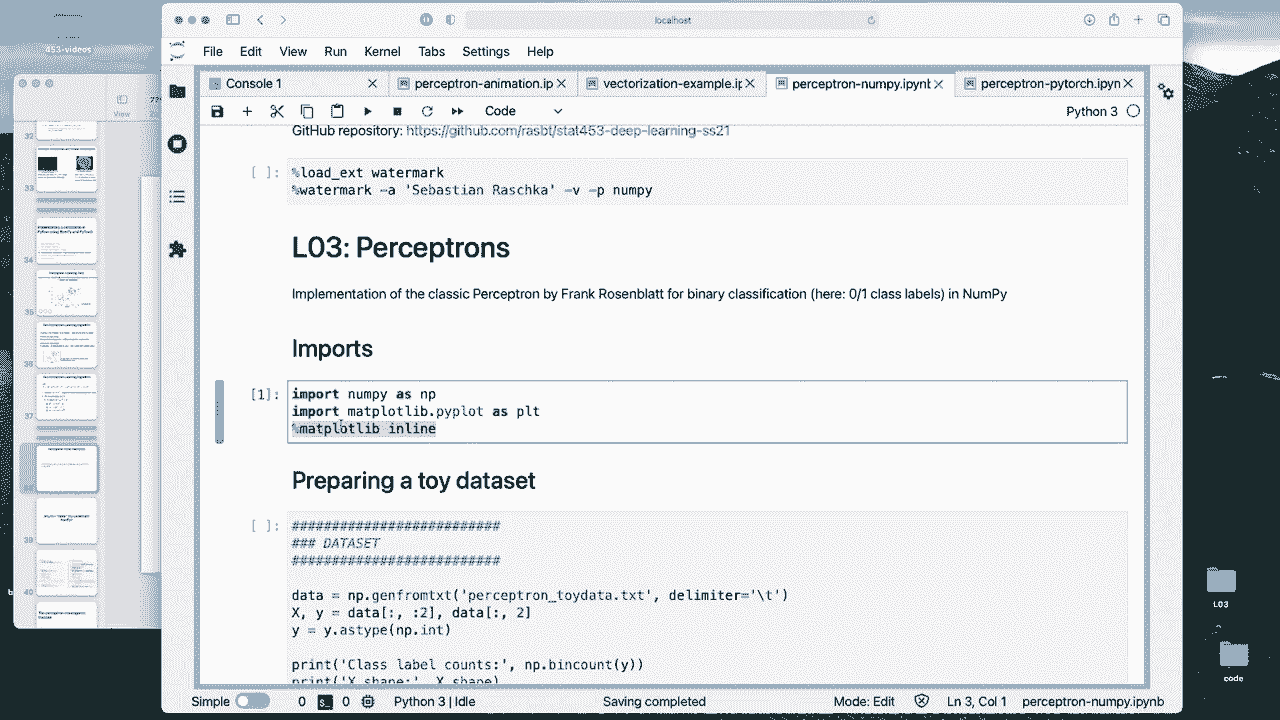 453-videos
localhost
File Edit View Run Kernel Tabs Settings Help
Console 1
perceptron-animation.ip
vectorization-example.ip
perceptron-numpy.ipynb
perceptron-pytorch.ipyn
View
Code
Python 3
GitHub repository: https://github.com/rasbt/stat453-deep-learning-ss21
[ ]: %load_ext watermark
%watermark -a 'Sebastian Raschka' -v -p numpy
L03: Perceptrons
Implementation of the classic Perceptron by Frank Rosenblatt for binary classification (here: 0/1 class labels) in NumPy
Imports
[1]: import numpy as np
import matplotlib.pyplot as plt
%matplotlib inline
Preparing a toy dataset
[ ]: ##########################
### DATASET
##########################
data = np.genfromtxt('perceptron_toydata.txt', delimiter='\t')
X, y = data[:, :2], data[:, 2]
y = y.astype(np.int)
print('Class label counts:', np.bincount(y))
print('X.shape:', X.shape)
33
34
35
36
37
39
40
L03
code
Simple 0 0 Python 3 | Idle Saving completed Mode: Edit Ln 3, Col 1 perceptron-numpy.ipynb